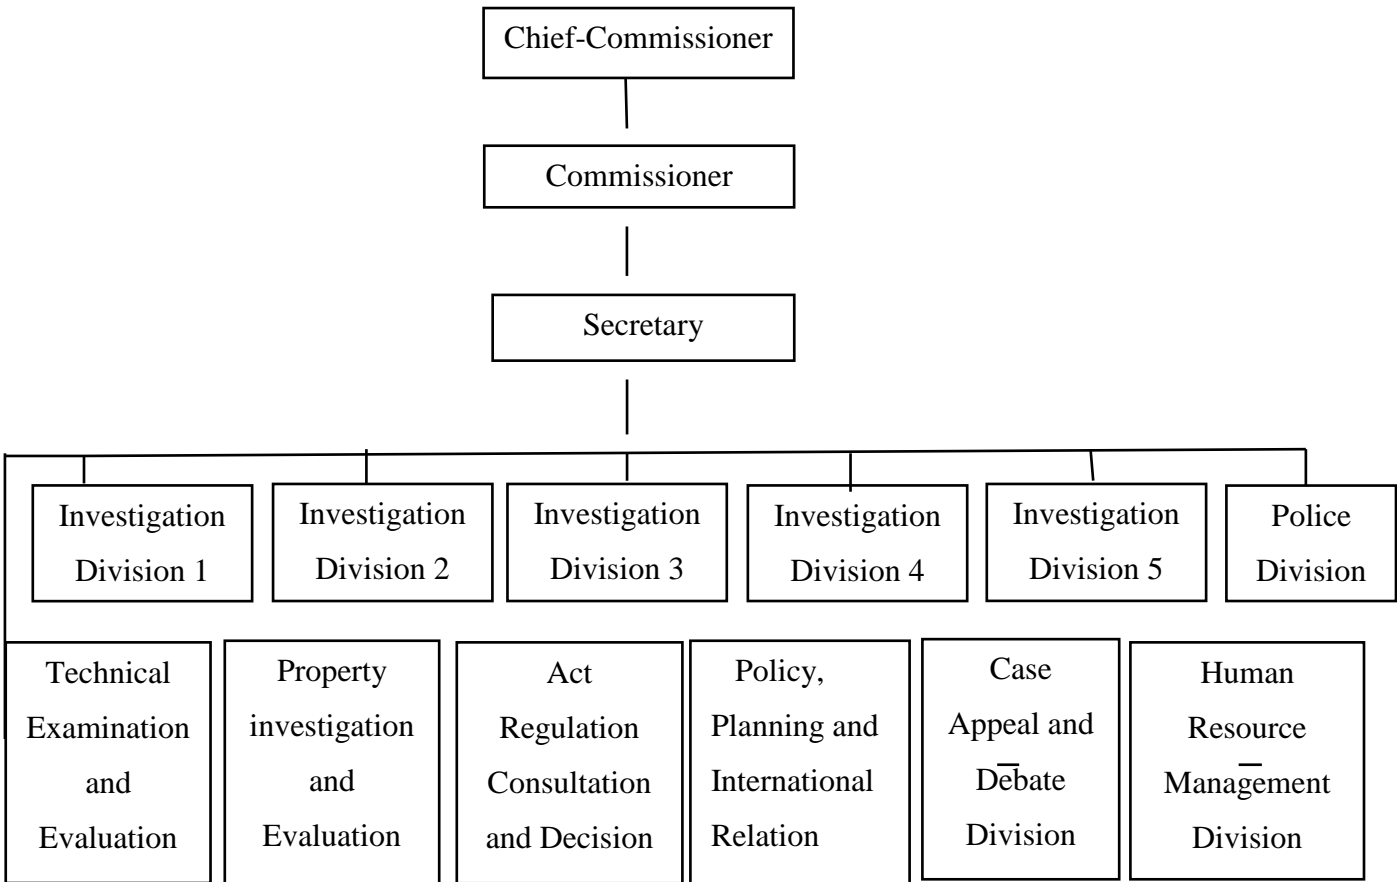 Chief-Commissioner
Commissioner
Secretary
Investigation
Division 1
Investigation
Division 2
Investigation
Division 3
Investigation
Division 4
Investigation
Division 5
Police
Division
Technical
Examination
and
Evaluation
Property
investigation
and
Evaluation
Act
Regulation
Consultation
and Decision
Policy,
Planning and
International
Relation
Case
Appeal and
Debate
Division
Human
Resource
Management
Division